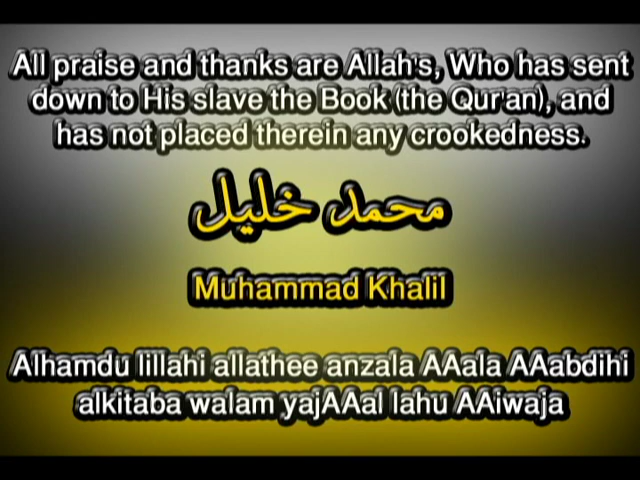 All praise and thanks are Allah's, Who has sent
down to His slave the Book (the Qur'an), and
has not placed therein any crookedness.
محمد خليل
Muhammad Khalil
Alhamdu lillahi allathee anzala AAala AAabdihi
alkitaba walam yajAAal lahu AAiwaja